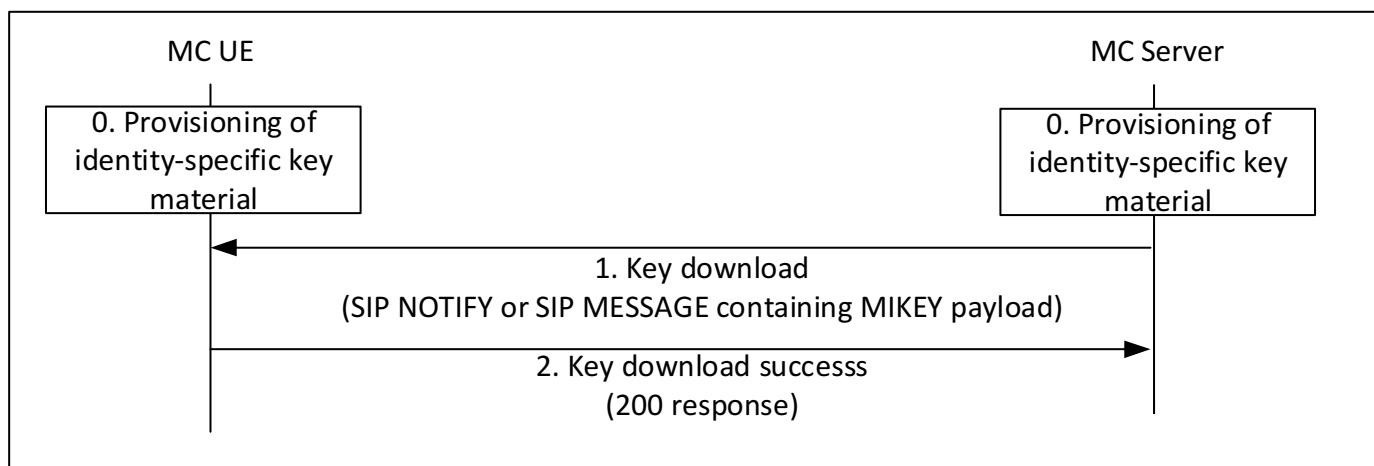 MC UE
MC Server
0. Provisioning of
identity-specific key
material
0. Provisioning of
identity-specific key
material
1. Key download
(SIP NOTIFY or SIP MESSAGE containing MIKEY payload)
2. Key download successs
(200 response)